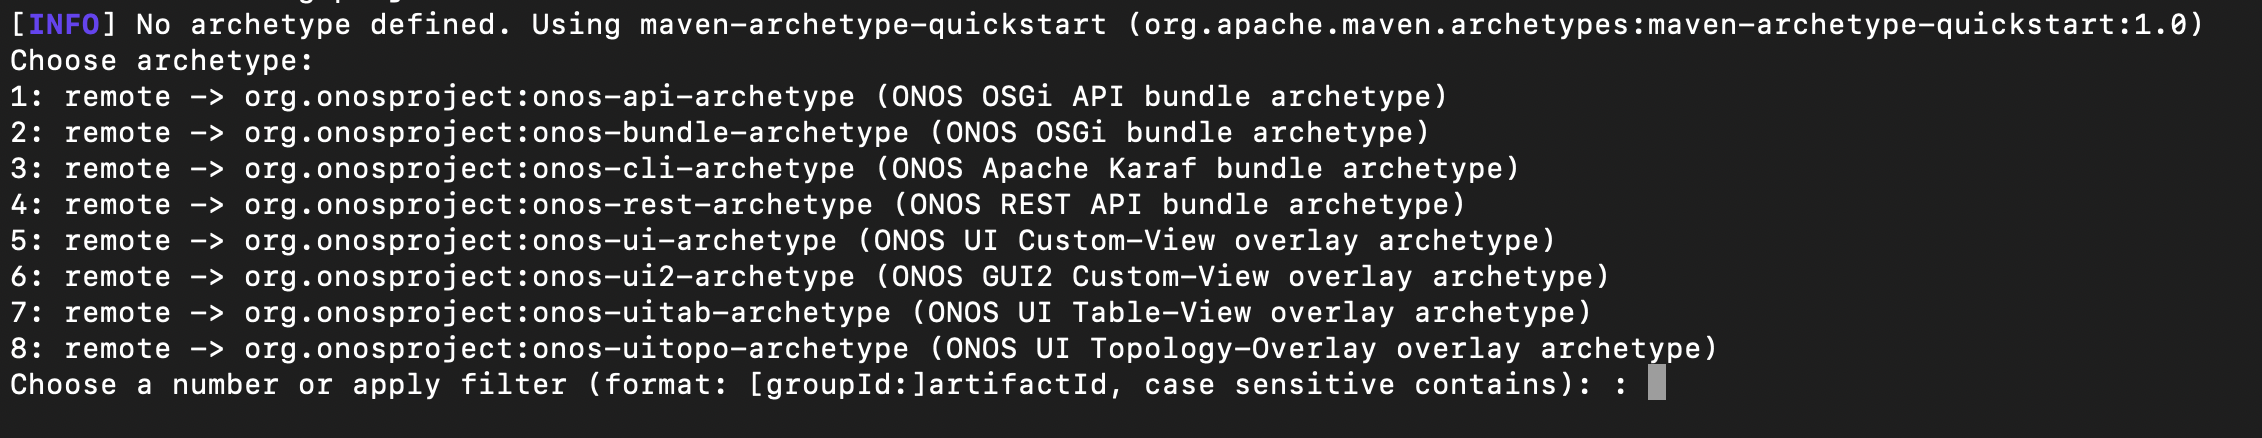 [INFO] No archetype defined. Using maven-archetype-quickstart (org.apache.maven.archetypes:maven-archetype-quickstart:1.0)
Choose archetype:
1: remote -> org.onosproject:onos-api-archetype (ONOS OSGi API bundle archetype)
2: remote -> org.onosproject:onos-bundle-archetype (ONOS OSGi bundle archetype)
3: remote -> org.onosproject:onos-cli-archetype (ONOS Apache Karaf bundle archetype)
4: remote -> org.onosproject:onos-rest-archetype (ONOS REST API bundle archetype)
5: remote -> org.onosproject:onos-ui-archetype (ONOS UI Custom-View overlay archetype)
6: remote -> org.onosproject:onos-ui2-archetype (ONOS GUI2 Custom-View overlay archetype)
7: remote -> org.onosproject:onos-uitab-archetype (ONOS UI Table-View overlay archetype)
8: remote -> org.onosproject:onos-uitopo-archetype (ONOS UI Topology-Overlay overlay archetype)
Choose a number or apply filter (format: [groupId:]artifactId, case sensitive contains): :